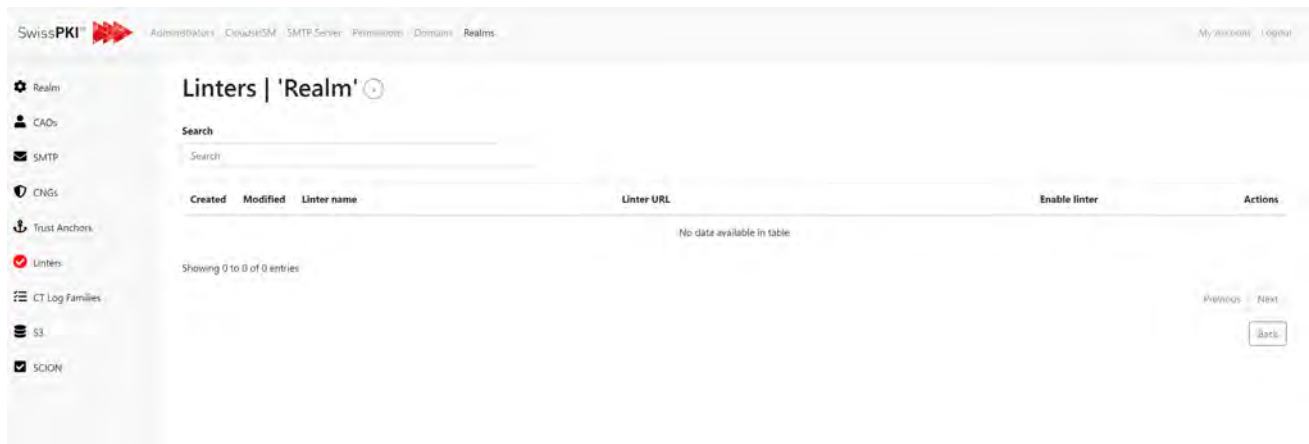 SwissPKI™ Administrators CloudsHSM SMTP Server Permissions Domains Realms My Account Logout
Realm
CAOs
SMTP
CNGs
Trust Anchors
Linters
CT Log Families
S3
SCION
Linters | 'Realm'
Search
Search
Created Modified Linter name Linter URL Enable linter Actions
No data available in table
Showing 0 to 0 of 0 entries
Previous Next
Back